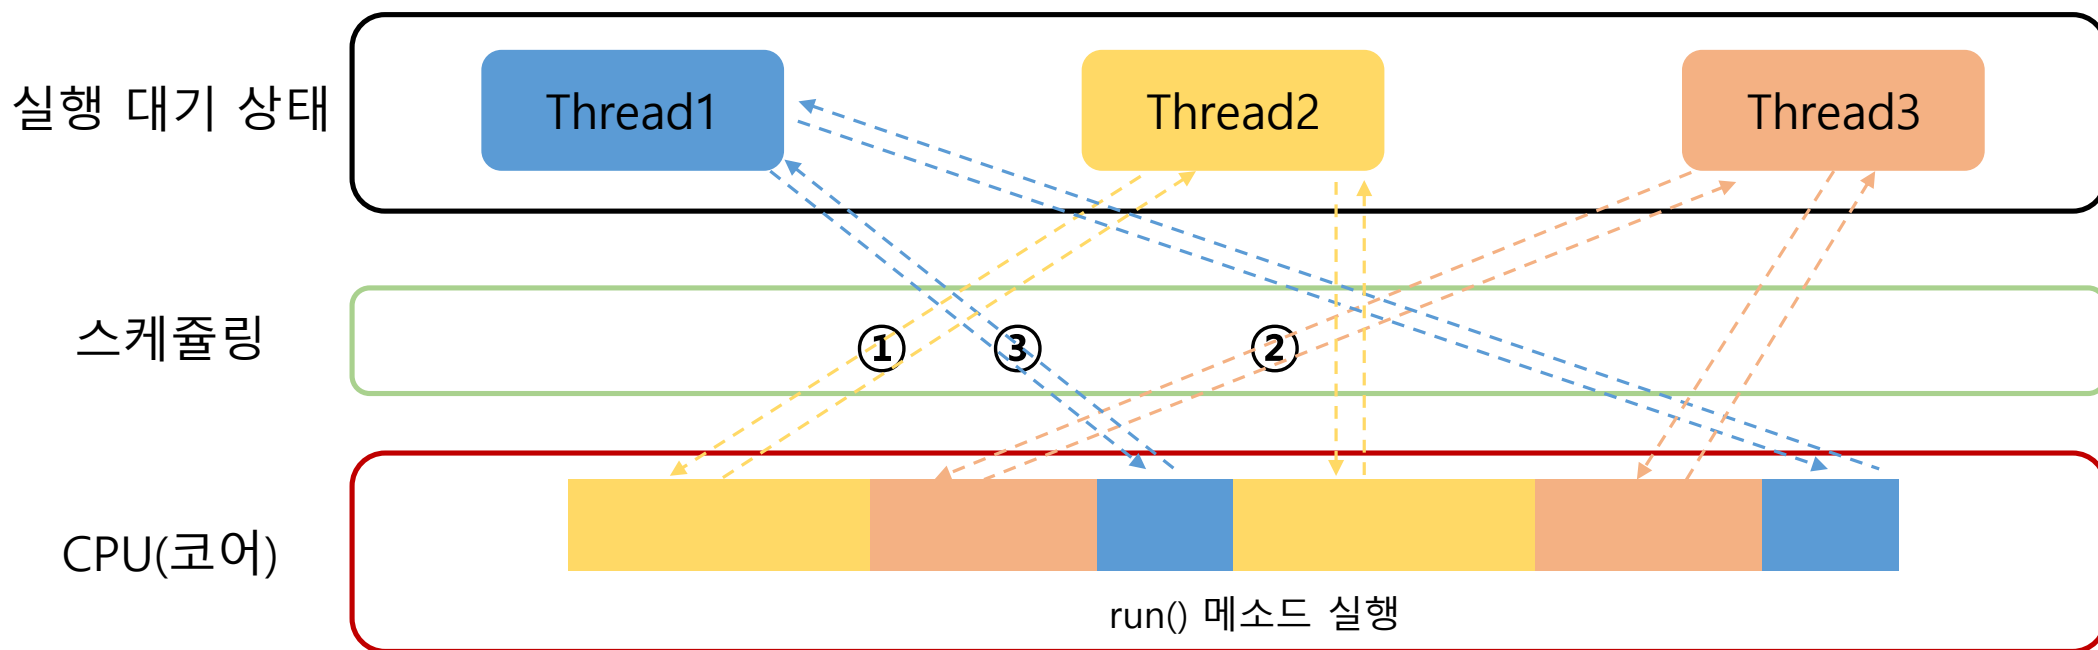 실행 대기 상태
Thread1
Thread2
Thread3
스케쥴링
①
③
②
CPU(코어)
run() 메소드 실행